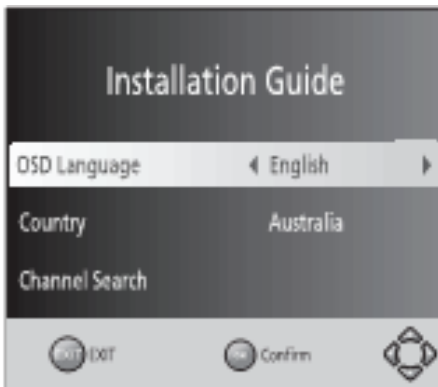 Installation Guide
OSD Language English
Country Australia
Channel Search
EXIT Confirm